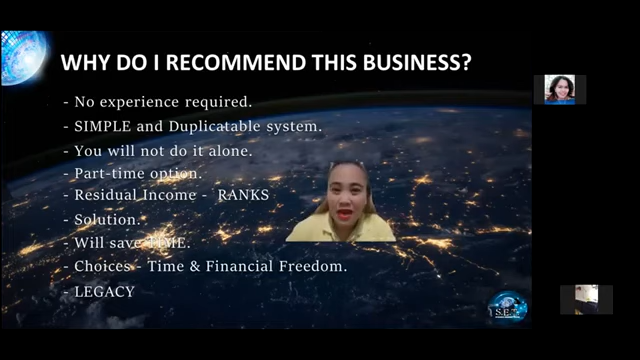 WHY DO I RECOMMEND THIS BUSINESS?
- No experience required.
- SIMPLE and Duplicatable system.
- You will not do it alone.
- Part-time option.
- Residual Income - RANKS
- Solution.
- Will save TIME.
- Choices - Time & Financial Freedom.
- LEGACY